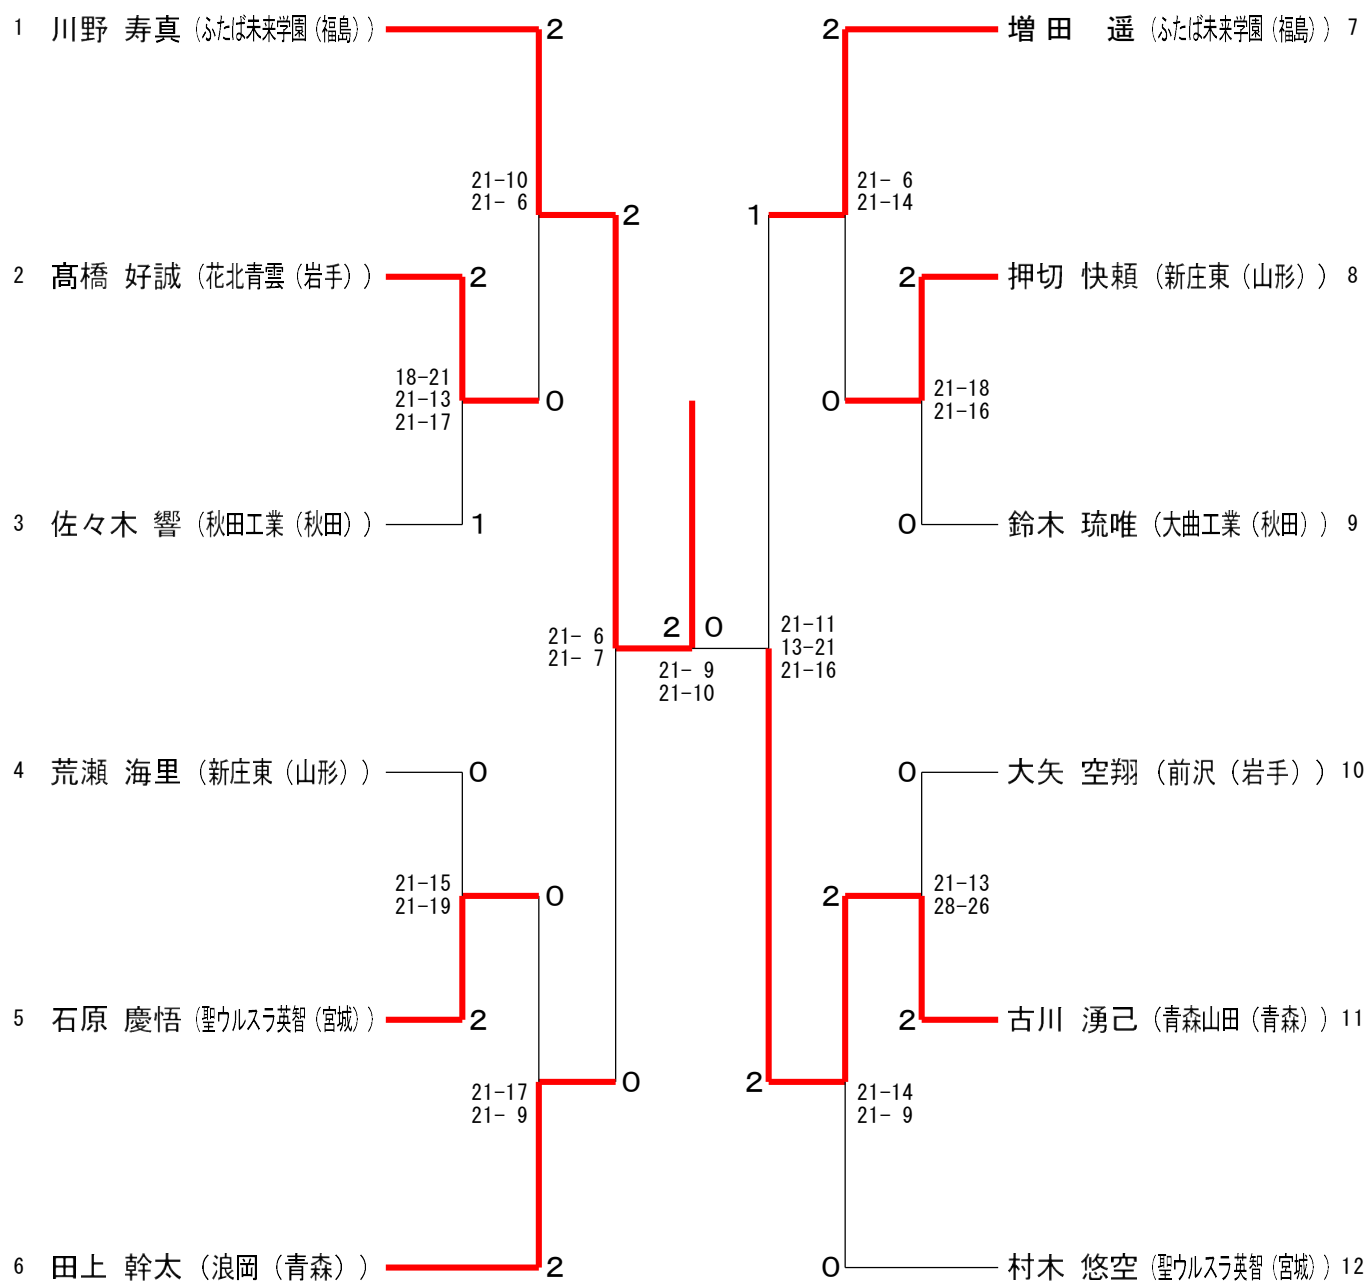 1 川野 寿真 (ふたば未来学園 (福島) ) 2
2 増田 遥 (ふたば未来学園 (福島) ) 7
21-10
21- 6
2
1
21- 6
21-14
2 髙橋 好誠 (花北青雲 (岩手) ) 2
2 押切 快頼 (新庄東 (山形) ) 8
18-21
21-13
21-17
0
0
21-18
21-16
3 佐々木 響 (秋田工業 (秋田) ) 1
0 鈴木 琉唯 (大曲工業 (秋田) ) 9
21- 6
21- 7
2 0
21- 9
21-10
21-11
13-21
21-16
4 荒瀬 海里 (新庄東 (山形) ) 0
0 大矢 空翔 (前沢 (岩手) ) 10
21-15
21-19
0
2
21-13
28-26
5 石原 慶悟 (聖ウルスラ英智 (宮城) ) 2
2 古川 湧己 (青森山田 (青森) ) 11
21-17
21- 9
0
2
21-14
21- 9
6 田上 幹太 (浪岡 (青森) ) 2
0 村木 悠空 (聖ウルスラ英智 (宮城) ) 12